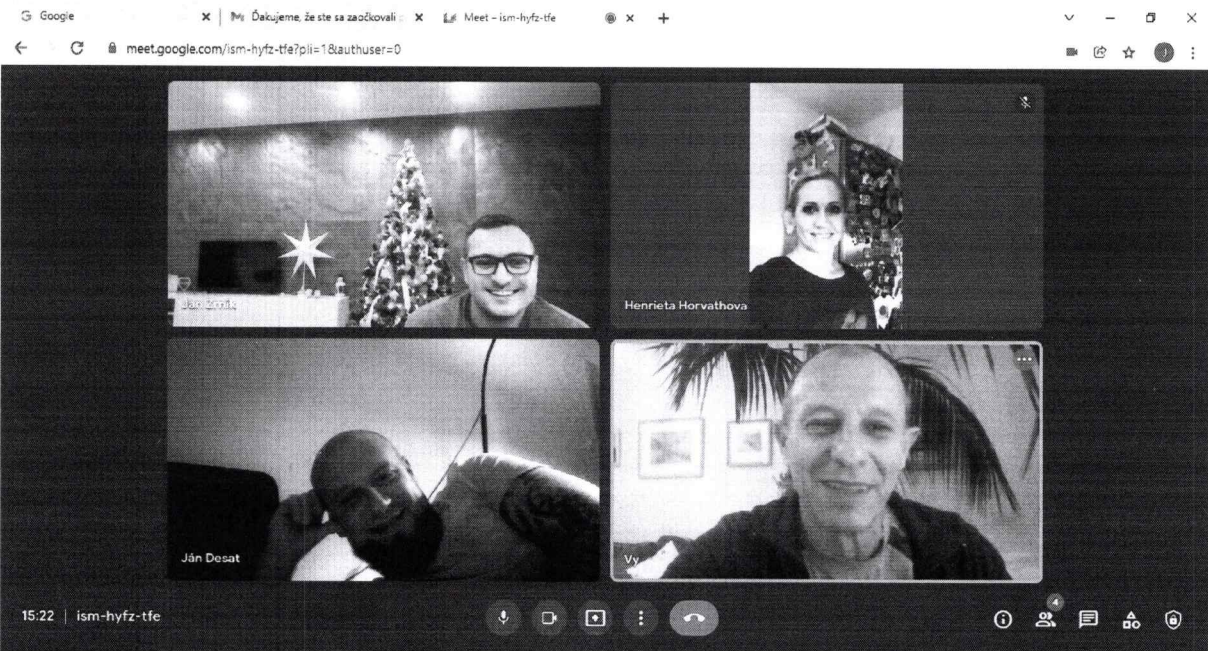 Google
Ďakujeme, že ste sa zaočkovali
Meet – ism-hyfz-tfe
meet.google.com/ism-hyfz-tfe?pli=1&authuser=0
J
Henrieta Horvathova
Ján Desat
Vy
15:22 | ism-hyfz-tfe
4